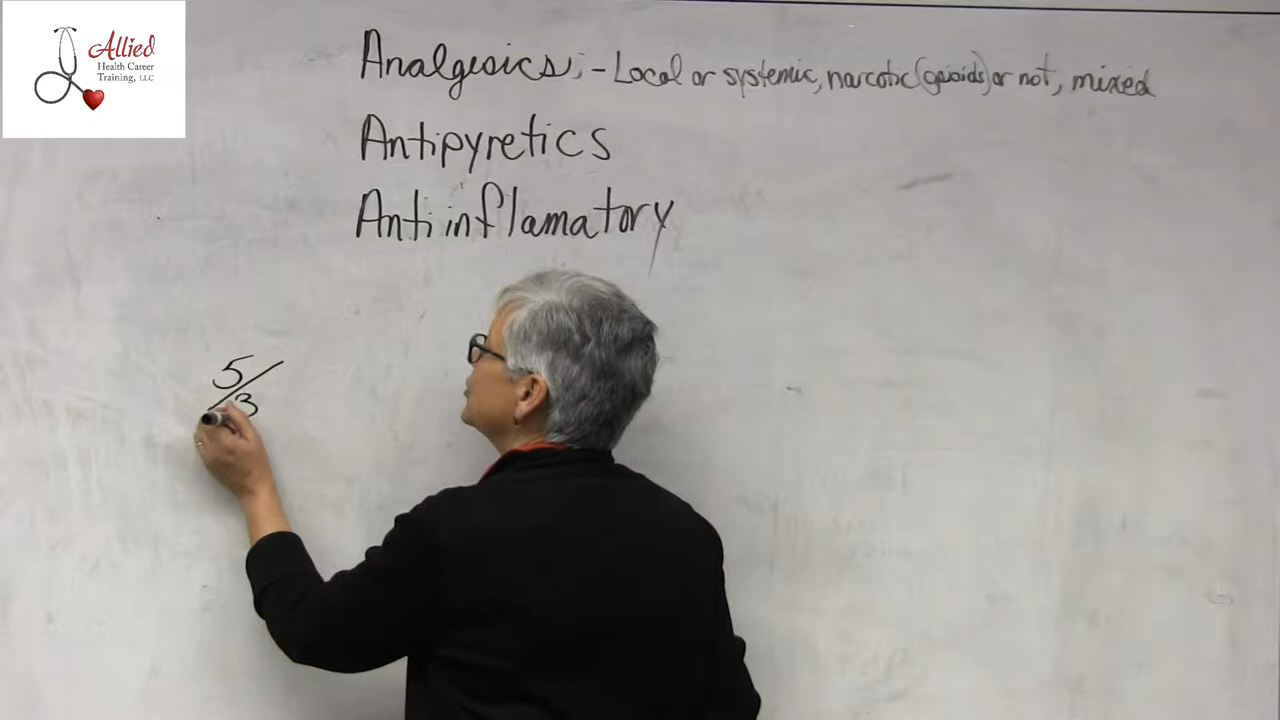 Allied
Health Career
Training, LLC
Analgesics; - Local or systemic, narcotic (opioids) or not, mixed
Antipyretics
Antiinflamatory
5/3